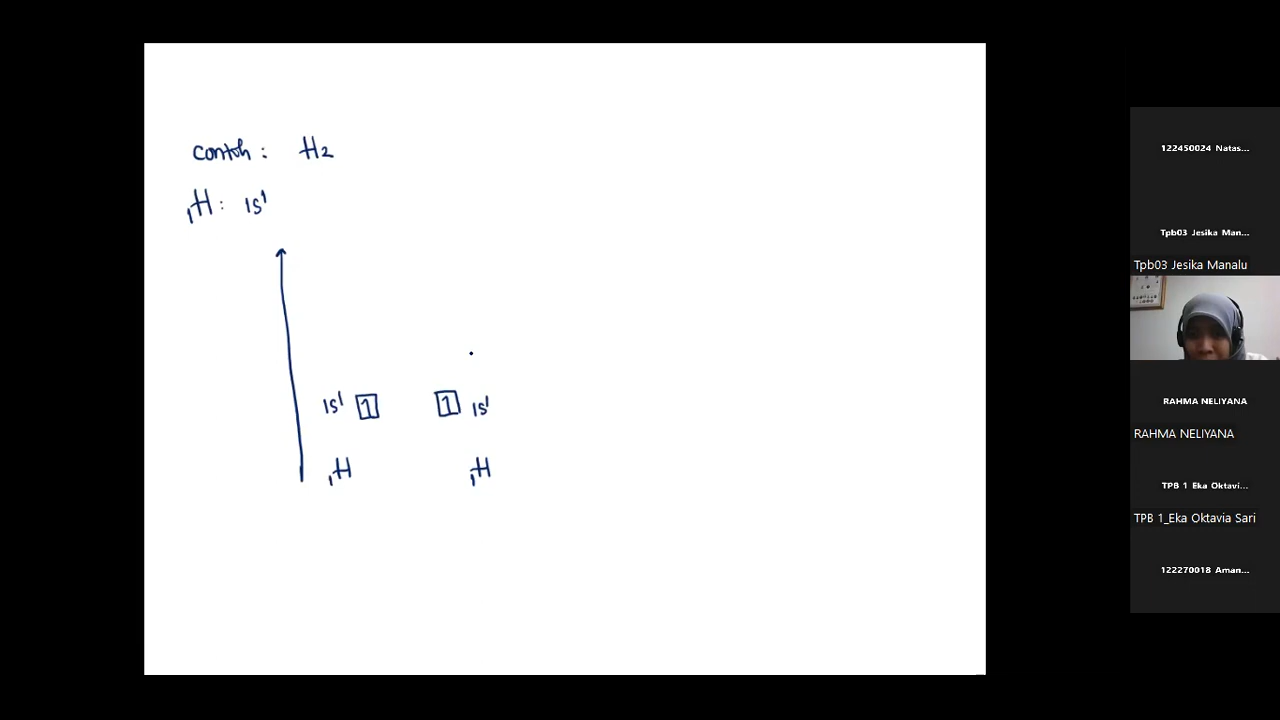 Contoh : H2
1H : 1s1
1s1 1 1 1s1
1H 1H
122450024 Natas...
Tpb03 Jesika Man...
Tpb03 Jesika Manalu
RAHMA NELIYANA
RAHMA NELIYANA
TPB 1 Eka Oktavi...
TPB 1_Eka Oktavia Sari
122270018 Aman...